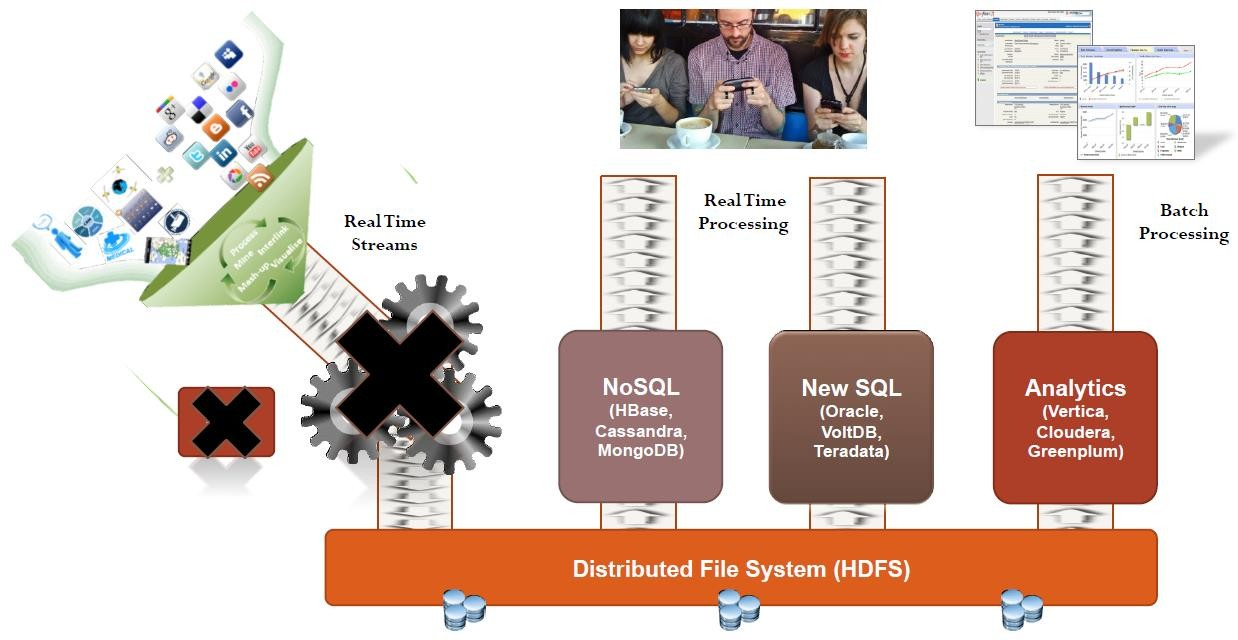 Real Time
Streams
Real Time
Processing
Batch
Processing
Process
Interlink
Mine
Mash-up
Visualise
MEDICAL
NoSQL
(HBase,
Cassandra,
MongoDB)
New SQL
(Oracle,
VoltDB,
Teradata)
Analytics
(Vertica,
Cloudera,
Greenplum)
Distributed File System (HDFS)